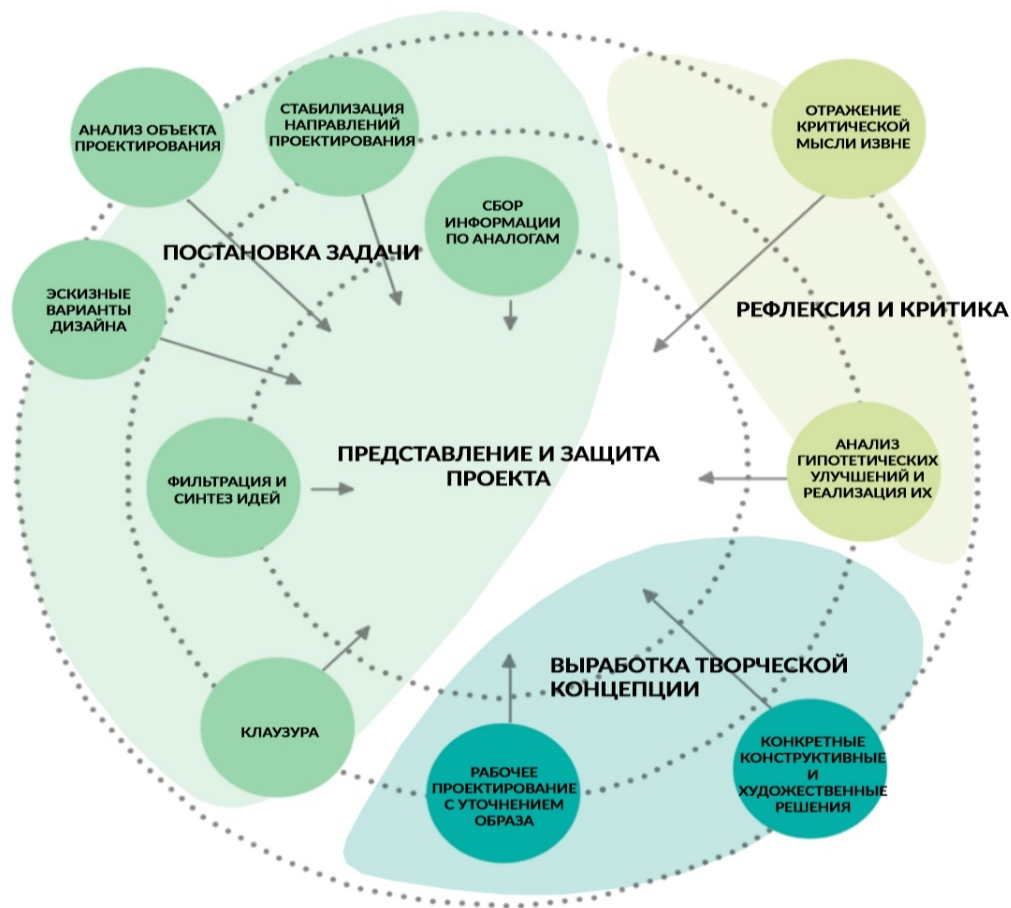 АНАЛИЗ ОБЪЕКТА
ПРОЕКТИРОВАНИЯ
СТАБИЛИЗАЦИЯ
НАПРАВЛЕНИЙ
ПРОЕКТИРОВАНИЯ
ОТРАЖЕНИЕ
КРИТИЧЕСКОЙ
МЫСЛИ ИЗВНЕ
СБОР
ИНФОРМАЦИИ
ПО АНАЛОГАМ
ПОСТАНОВКА ЗАДАЧИ
ЭСКИЗНЫЕ
ВАРИАНТЫ
ДИЗАЙНА
РЕФЛЕКСИЯ И КРИТИКА
ПРЕДСТАВЛЕНИЕ И ЗАЩИТА
ПРОЕКТА
АНАЛИЗ
ГИПОТЕТИЧЕСКИХ
УЛУЧШЕНИЙ И
РЕАЛИЗАЦИЯ ИХ
ФИЛЬТРАЦИЯ И
СИНТЕЗ ИДЕЙ
ВЫРАБОТКА ТВОРЧЕСКОЙ
КОНЦЕПЦИИ
КЛАУЗУРА
РАБОЧЕЕ
ПРОЕКТИРОВАНИЕ
С УТОЧНЕНИЕМ
ОБРАЗА
КОНКРЕТНЫЕ
КОНСТРУКТИВНЫЕ
И
ХУДОЖЕСТВЕННЫЕ
РЕШЕНИЯ